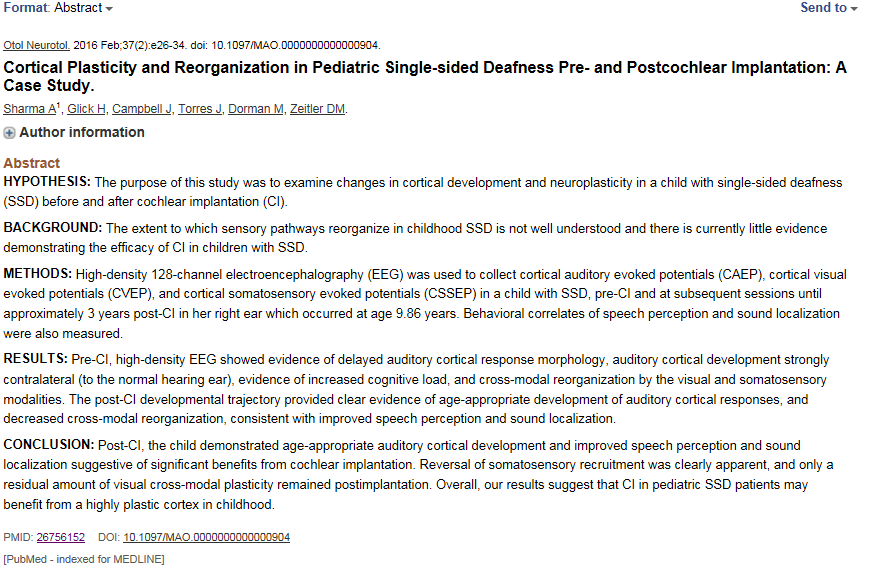 Format: Abstract
Send to
Otol Neurotol. 2016 Feb;37(2):e26-34. doi: 10.1097/MAO.0000000000000904.
Cortical Plasticity and Reorganization in Pediatric Single-sided Deafness Pre- and Postcochlear Implantation: A
Case Study.
Sharma A1, Glick H, Campbell J, Torres J, Dorman M, Zeitler DM.
Author information
Abstract
HYPOTHESIS: The purpose of this study was to examine changes in cortical development and neuroplasticity in a child with single-sided deafness
(SSD) before and after cochlear implantation (CI).
BACKGROUND: The extent to which sensory pathways reorganize in childhood SSD is not well understood and there is currently little evidence
demonstrating the efficacy of CI in children with SSD.
METHODS: High-density 128-channel electroencephalography (EEG) was used to collect cortical auditory evoked potentials (CAEP), cortical visual
evoked potentials (CVEP), and cortical somatosensory evoked potentials (CSSEP) in a child with SSD, pre-CI and at subsequent sessions until
approximately 3 years post-CI in her right ear which occurred at age 9.86 years. Behavioral correlates of speech perception and sound localization
were also measured.
RESULTS: Pre-CI, high-density EEG showed evidence of delayed auditory cortical response morphology, auditory cortical development strongly
contralateral (to the normal hearing ear), evidence of increased cognitive load, and cross-modal reorganization by the visual and somatosensory
modalities. The post-CI developmental trajectory provided clear evidence of age-appropriate development of auditory cortical responses, and
decreased cross-modal reorganization, consistent with improved speech perception and sound localization.
CONCLUSION: Post-CI, the child demonstrated age-appropriate auditory cortical development and improved speech perception and sound
localization suggestive of significant benefits from cochlear implantation. Reversal of somatosensory recruitment was clearly apparent, and only a
residual amount of visual cross-modal plasticity remained postimplantation. Overall, our results suggest that CI in pediatric SSD patients may
benefit from a highly plastic cortex in childhood.
PMID: 26756152 DOI: 10.1097/MAO.0000000000000904
[PubMed - indexed for MEDLINE]